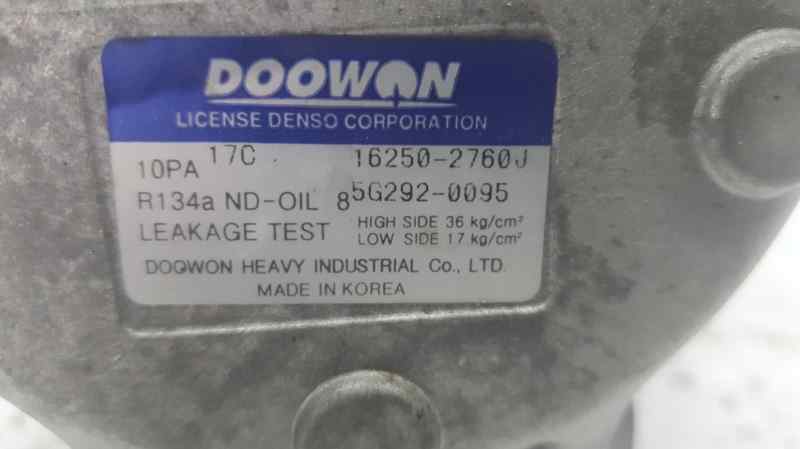 DOOWON
LICENSE DENSO CORPORATION
10PA 17C 16250-2760J
R134a ND-OIL 8 5G292-0095
LEAKAGE TEST HIGH SIDE 36 kg/cm²
LOW SIDE 17 kg/cm²
DOOWON HEAVY INDUSTRIAL Co., LTD.
MADE IN KOREA